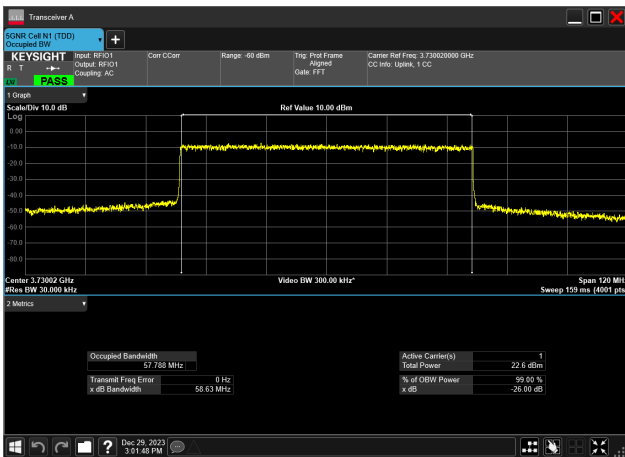 Transceiver A
5GNR Cell N1 (TDD)
Occupied BW
KEYSIGHT
R T
LNI
PASS
Input: RFIO1
Output: RFIO1
Coupling: AC
Corr CCorr
Range: -60 dBm
Trig: Prot Frame
Aligned
Gate: FFT
Carrier Ref Freq: 3.730020000 GHz
CC Info: Uplink, 1 CC
1 Graph
Scale/Div 10.0 dB
Ref Value 10.00 dBm
Log
0.00
-10.0
-20.0
-30.0
-40.0
-50.0
-60.0
-70.0
-80.0
Center 3.73002 GHz
Video BW 300.00 kHz*
Span 120 MHz
#Res BW 30.000 kHz
Sweep 159 ms (4001 pts
2 Metrics
Occupied Bandwidth
57.788 MHz
Transmit Freq Error 0 Hz
x dB Bandwidth 58.63 MHz
Active Carrier(s) 1
Total Power 22.6 dBm
% of OBW Power 99.00 %
x dB -26.00 dB
Dec 29, 2023
3:01:48 PM